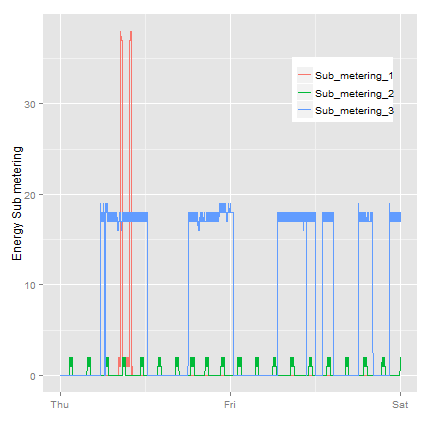 Sub_metering_1
Sub_metering_2
Sub_metering_3
Energy Sub metering
30
20
10
0
Thu
Fri
Sat